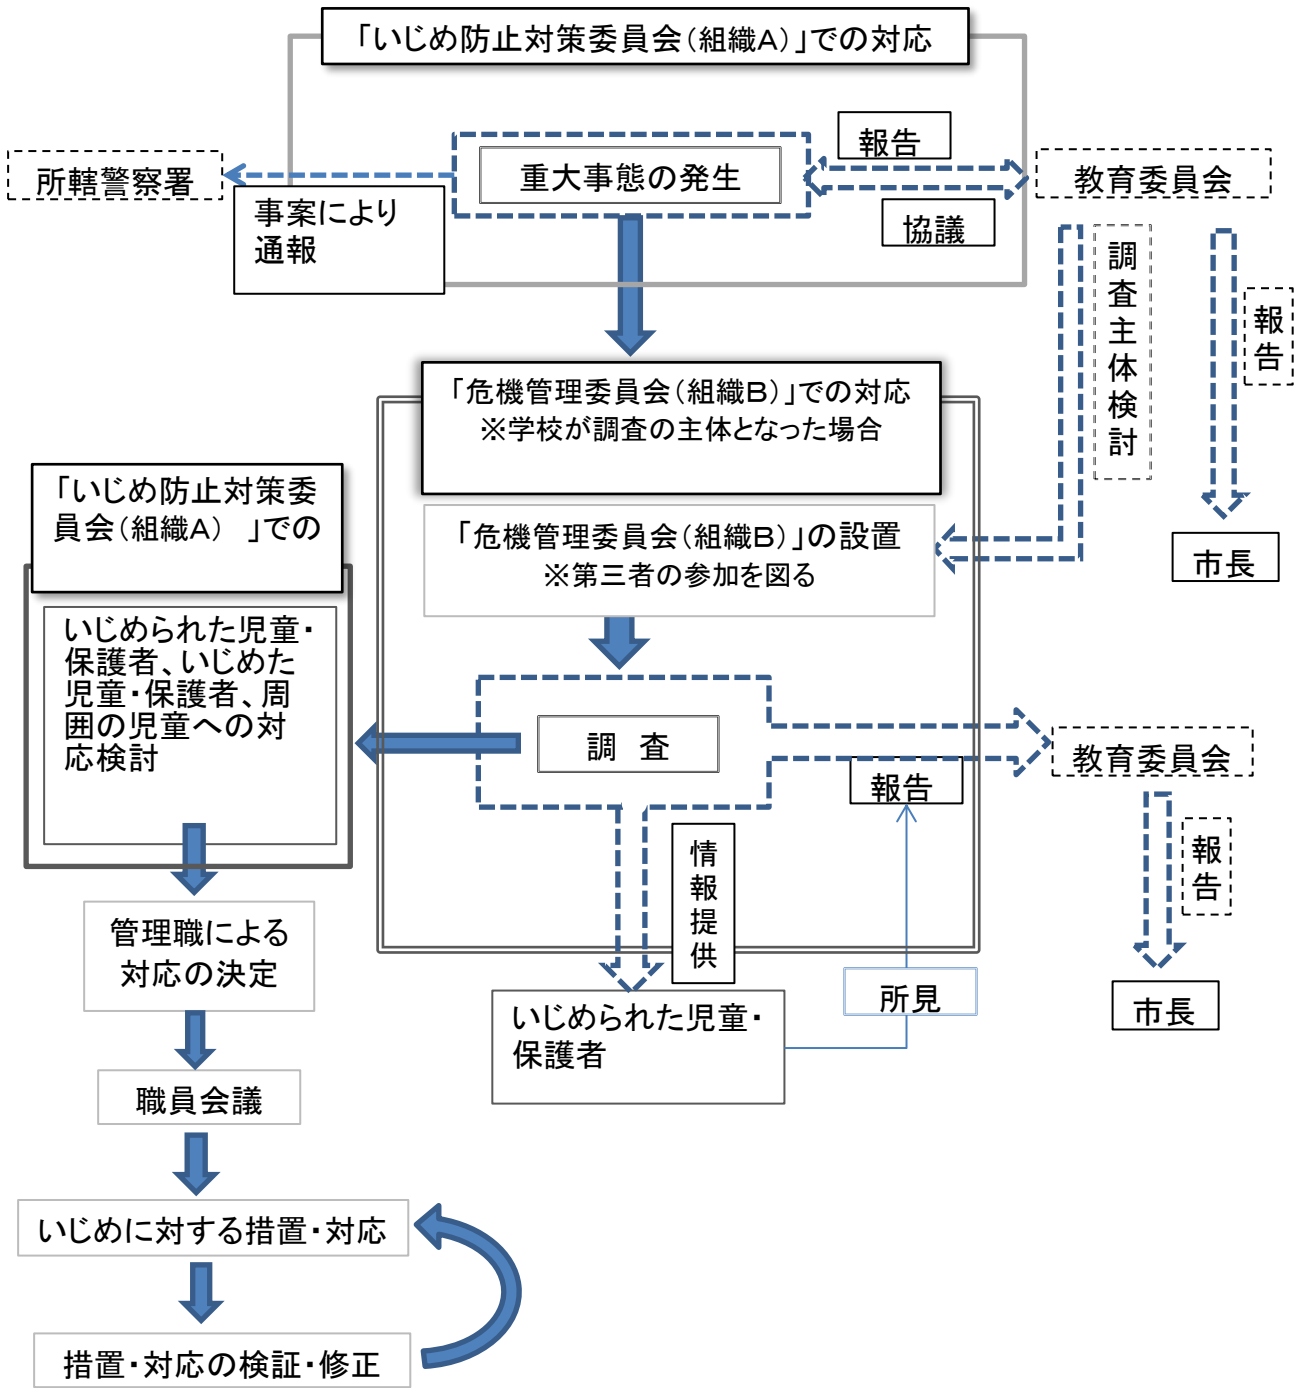 「いじめ防止対策委員会（組織A）」での対応
報告
所轄警察署
重大事態の発生
教育委員会
事案により
通報
協議
調査主体検討
報告
「危機管理委員会（組織B）」での対応
※学校が調査の主体となった場合
「いじめ防止対策委
員会（組織A）　」での
「危機管理委員会（組織B）」の設置
※第三者の参加を図る
市長
いじめられた児童・
保護者、いじめた
児童・保護者、周
囲の児童への対
応検討
調　査
教育委員会
報告
情報提供
報告
管理職による
対応の決定
所見
市長
いじめられた児童・
保護者
職員会議
いじめに対する措置・対応
措置・対応の検証・修正